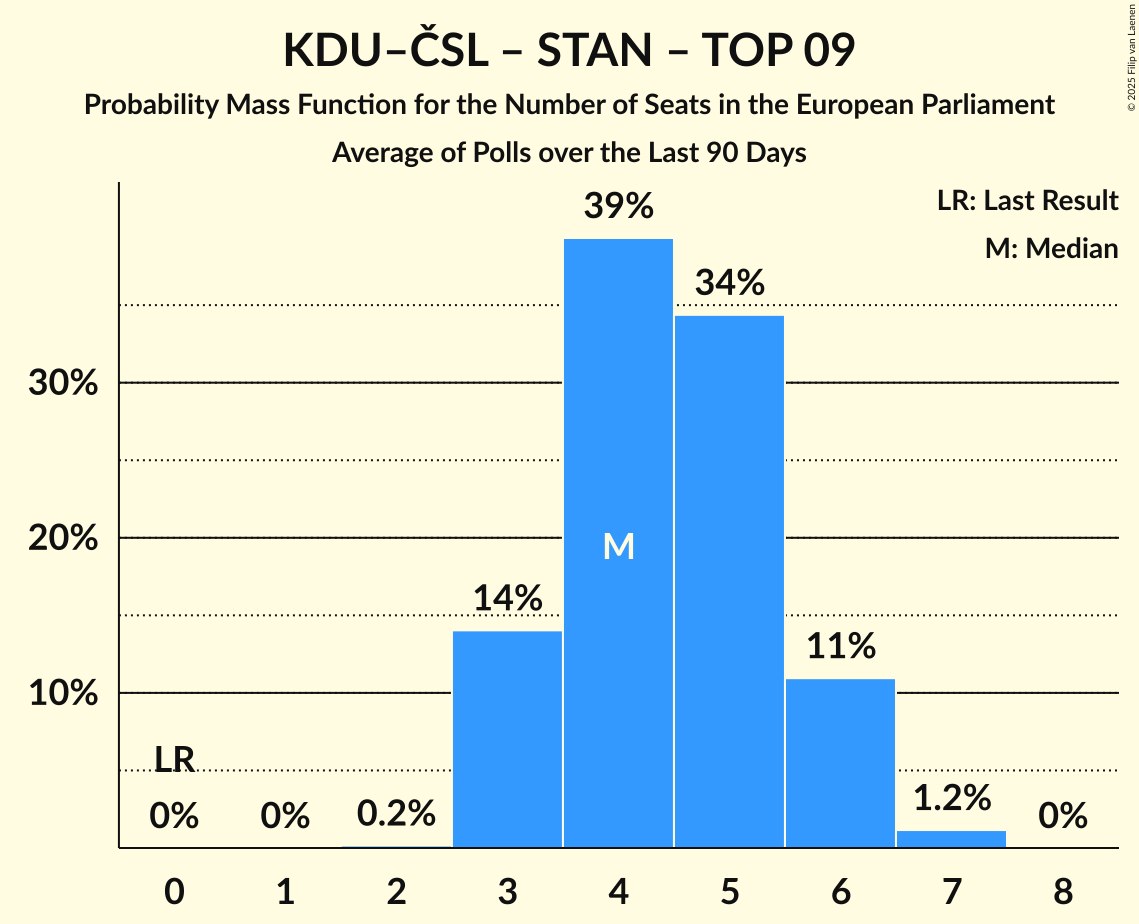 KDU–ČSL – STAN – TOP 09
Probability Mass Function for the Number of Seats in the European Parliament
Average of Polls over the Last 90 Days
© 2025 Filip van Laenen
LR: Last Result
M: Median
39%
34%
30%
20%
M
14%
11%
10%
LR
0%
0%
0.2%
1.2%
0%
0 1 2 3 4 5 6 7 8